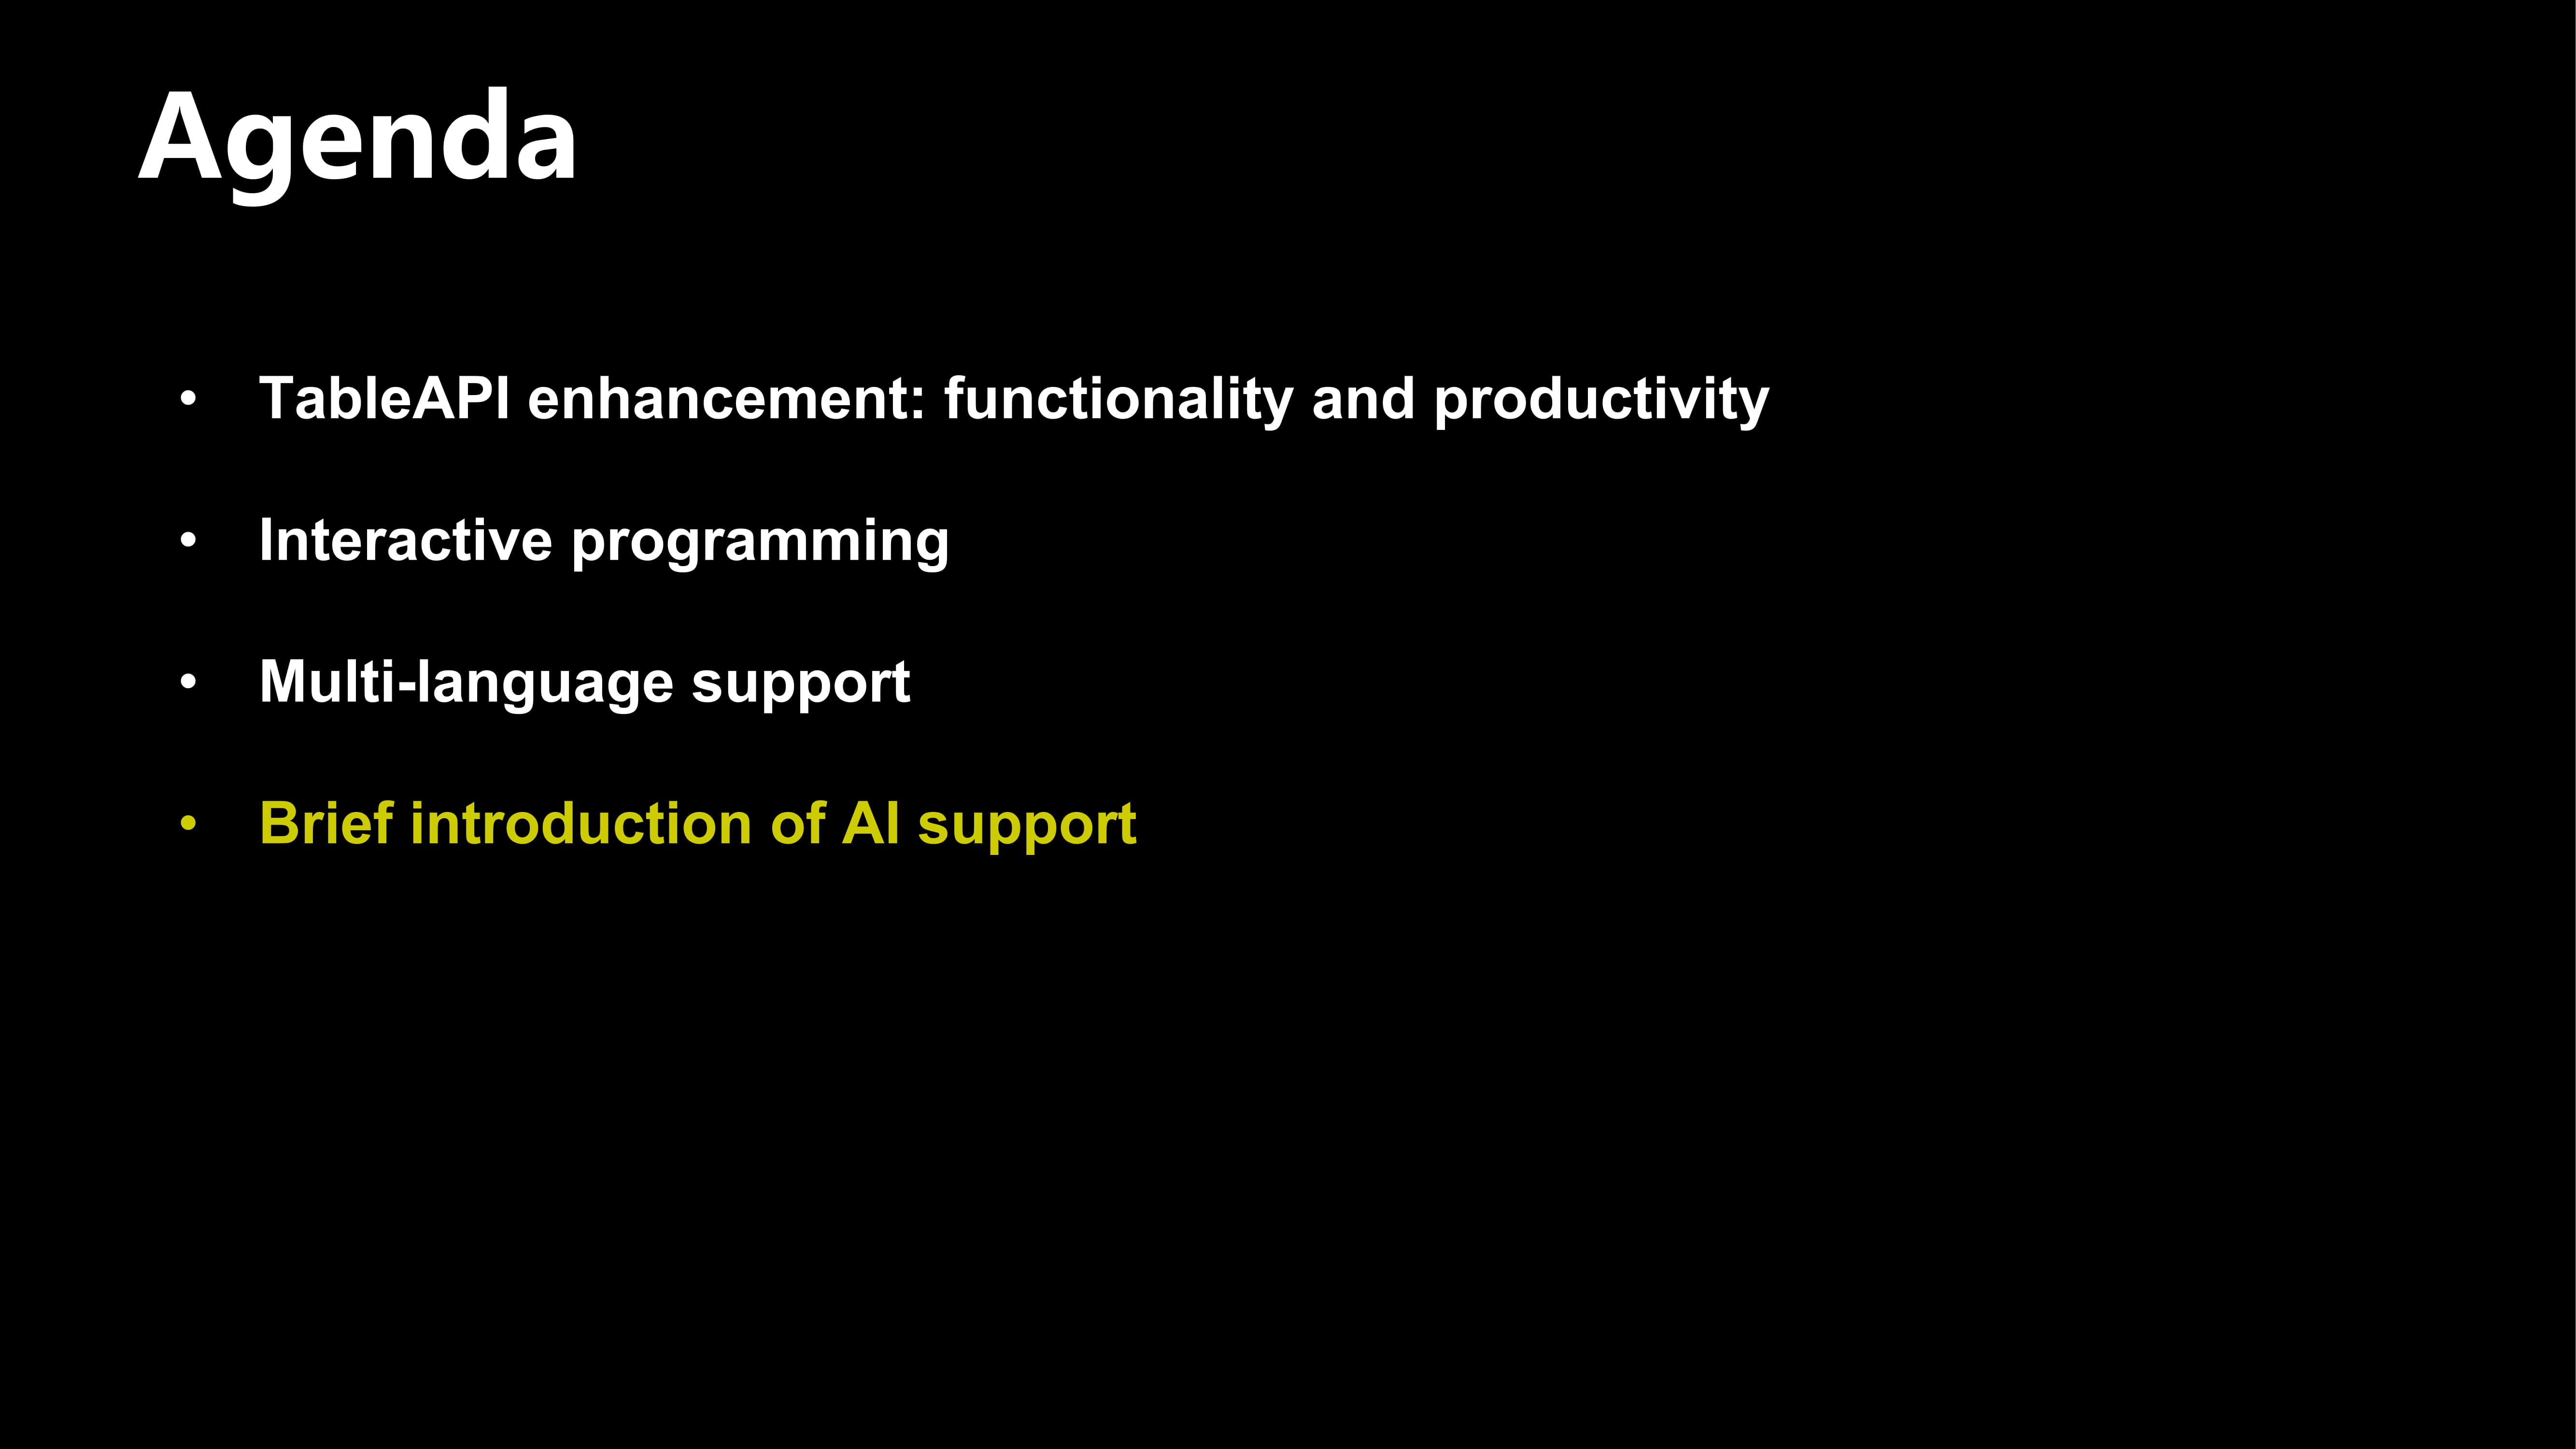 Agenda
• TableAPI enhancement: functionality and productivity
• Interactive programming
• Multi-language support
• Brief introduction of AI support